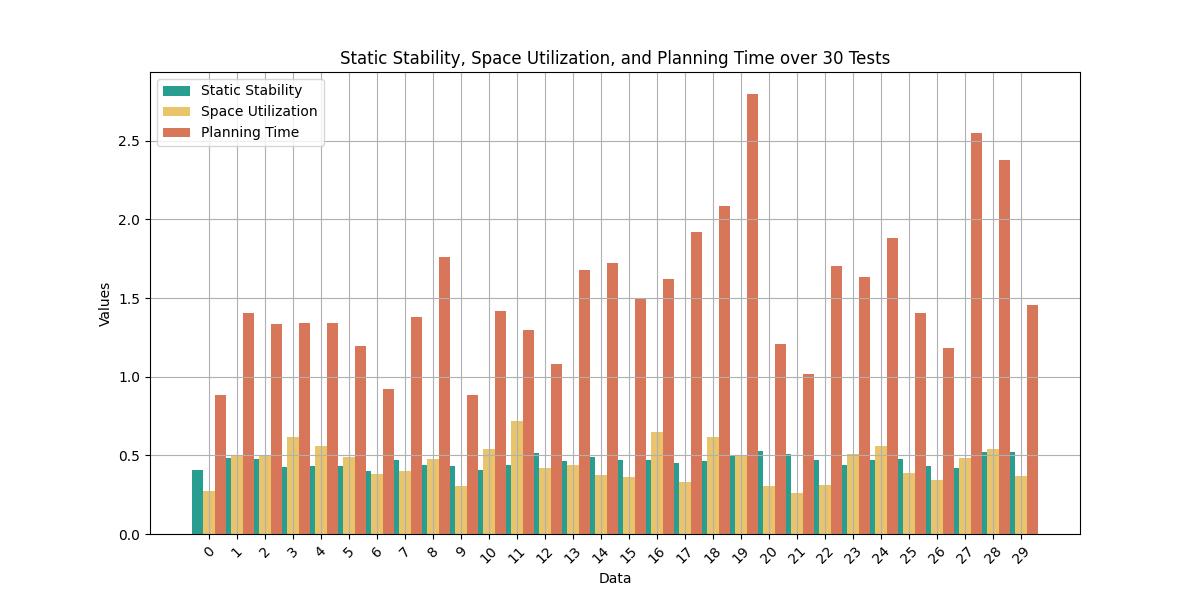 Static Stability, Space Utilization, and Planning Time over 30 Tests
Static Stability
Space Utilization
Planning Time
2.5
2.0
1.5
1.0
0.5
0.0
Values
0 1 2 3 4 5 6 7 8 9 10 11 12 13 14 15 16 17 18 19 20 21 22 23 24 25 26 27 28 29
Data